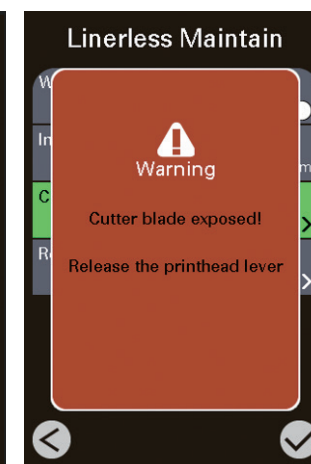 Linerless Maintain
Warning
Cutter blade exposed!
Release the printhead lever